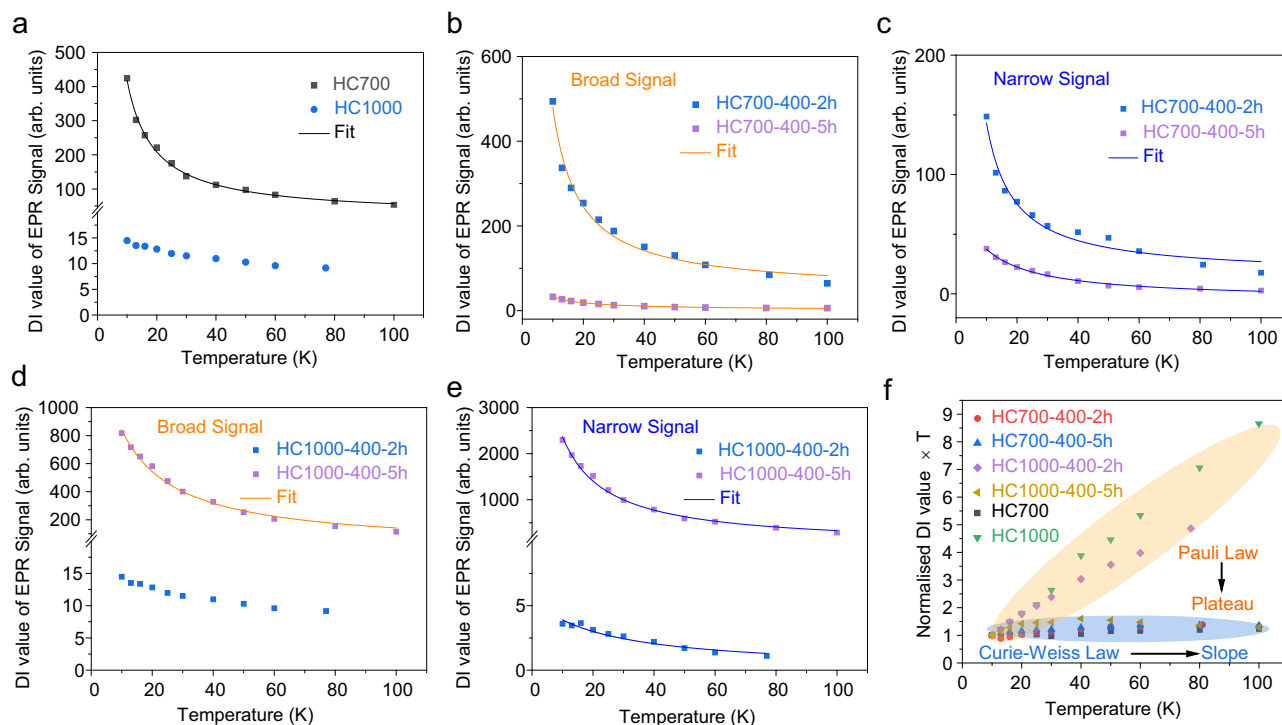 a
500
400
300
200
100
15
10
5
0
DI value of EPR Signal (arb. units)
HC700
HC1000
Fit
0 20 40 60 80 100
Temperature (K)
b
600
400
200
0
DI value of EPR Signal (arb. units)
Broad Signal
HC700-400-2h
HC700-400-5h
Fit
0 20 40 60 80 100
Temperature (K)
c
200
100
0
DI value of EPR Signal (arb. units)
Narrow Signal
HC700-400-2h
HC700-400-5h
Fit
0 20 40 60 80 100
Temperature (K)
d
1000
800
600
400
200
15
10
5
0
DI value of EPR Signal (arb. units)
Broad Signal
HC1000-400-2h
HC1000-400-5h
Fit
0 20 40 60 80 100
Temperature (K)
e
3000
2000
1000
5
0
DI value of EPR Signal (arb. units)
Narrow Signal
HC1000-400-2h
HC1000-400-5h
Fit
0 20 40 60 80 100
Temperature (K)
f
9
8
7
6
5
4
3
2
1
0
Normalised DI value × T
HC700-400-2h
HC700-400-5h
HC1000-400-2h
HC1000-400-5h
HC700
HC1000
Pauli Law
Plateau
Curie-Weiss Law
Slope
0 20 40 60 80 100
Temperature (K)